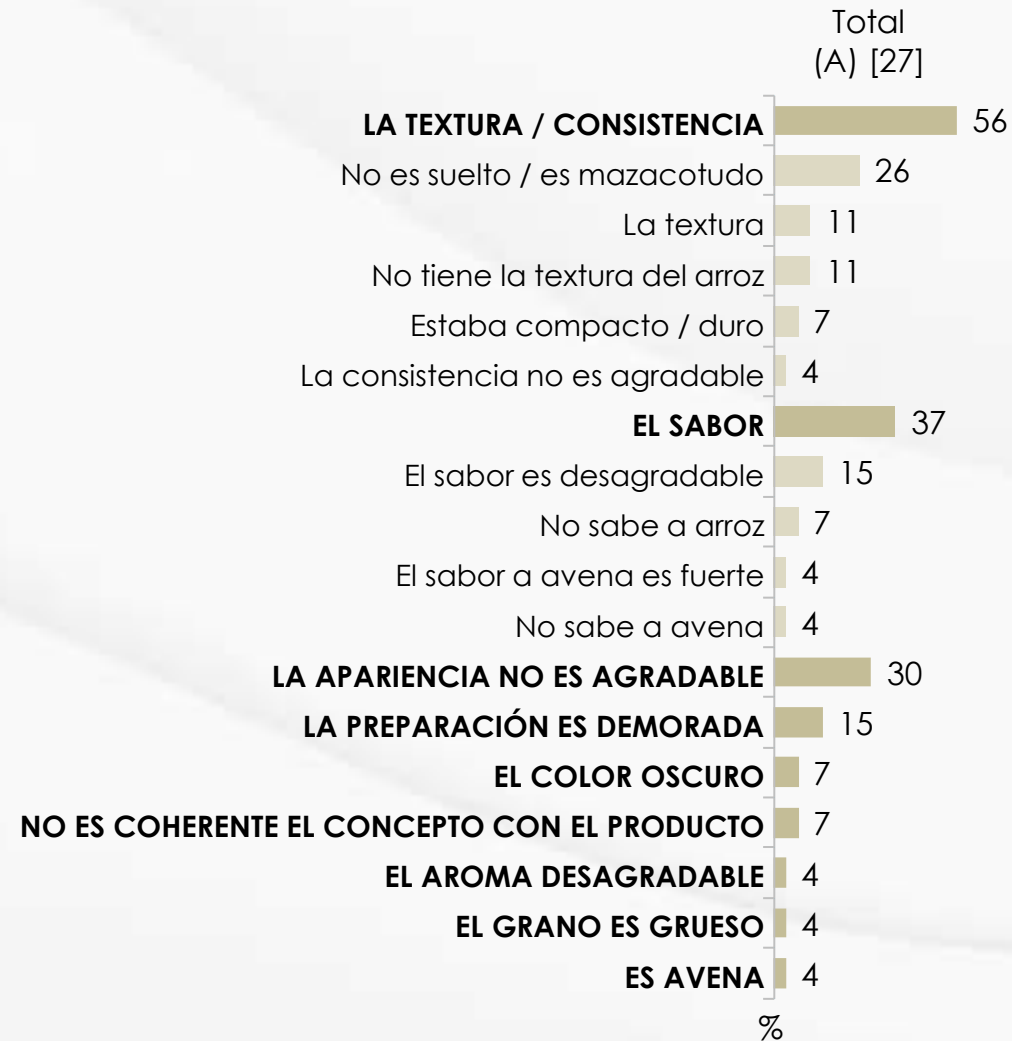 Total
(A) [27]
LA TEXTURA / CONSISTENCIA 56
No es suelto / es mazacotudo 26
La textura 11
No tiene la textura del arroz 11
Estaba compacto / duro 7
La consistencia no es agradable 4
EL SABOR 37
El sabor es desagradable 15
No sabe a arroz 7
El sabor a avena es fuerte 4
No sabe a avena 4
LA APARIENCIA NO ES AGRADABLE 30
LA PREPARACIÓN ES DEMORADA 15
EL COLOR OSCURO 7
NO ES COHERENTE EL CONCEPTO CON EL PRODUCTO 7
EL AROMA DESAGRADABLE 4
EL GRANO ES GRUESO 4
ES AVENA 4
%